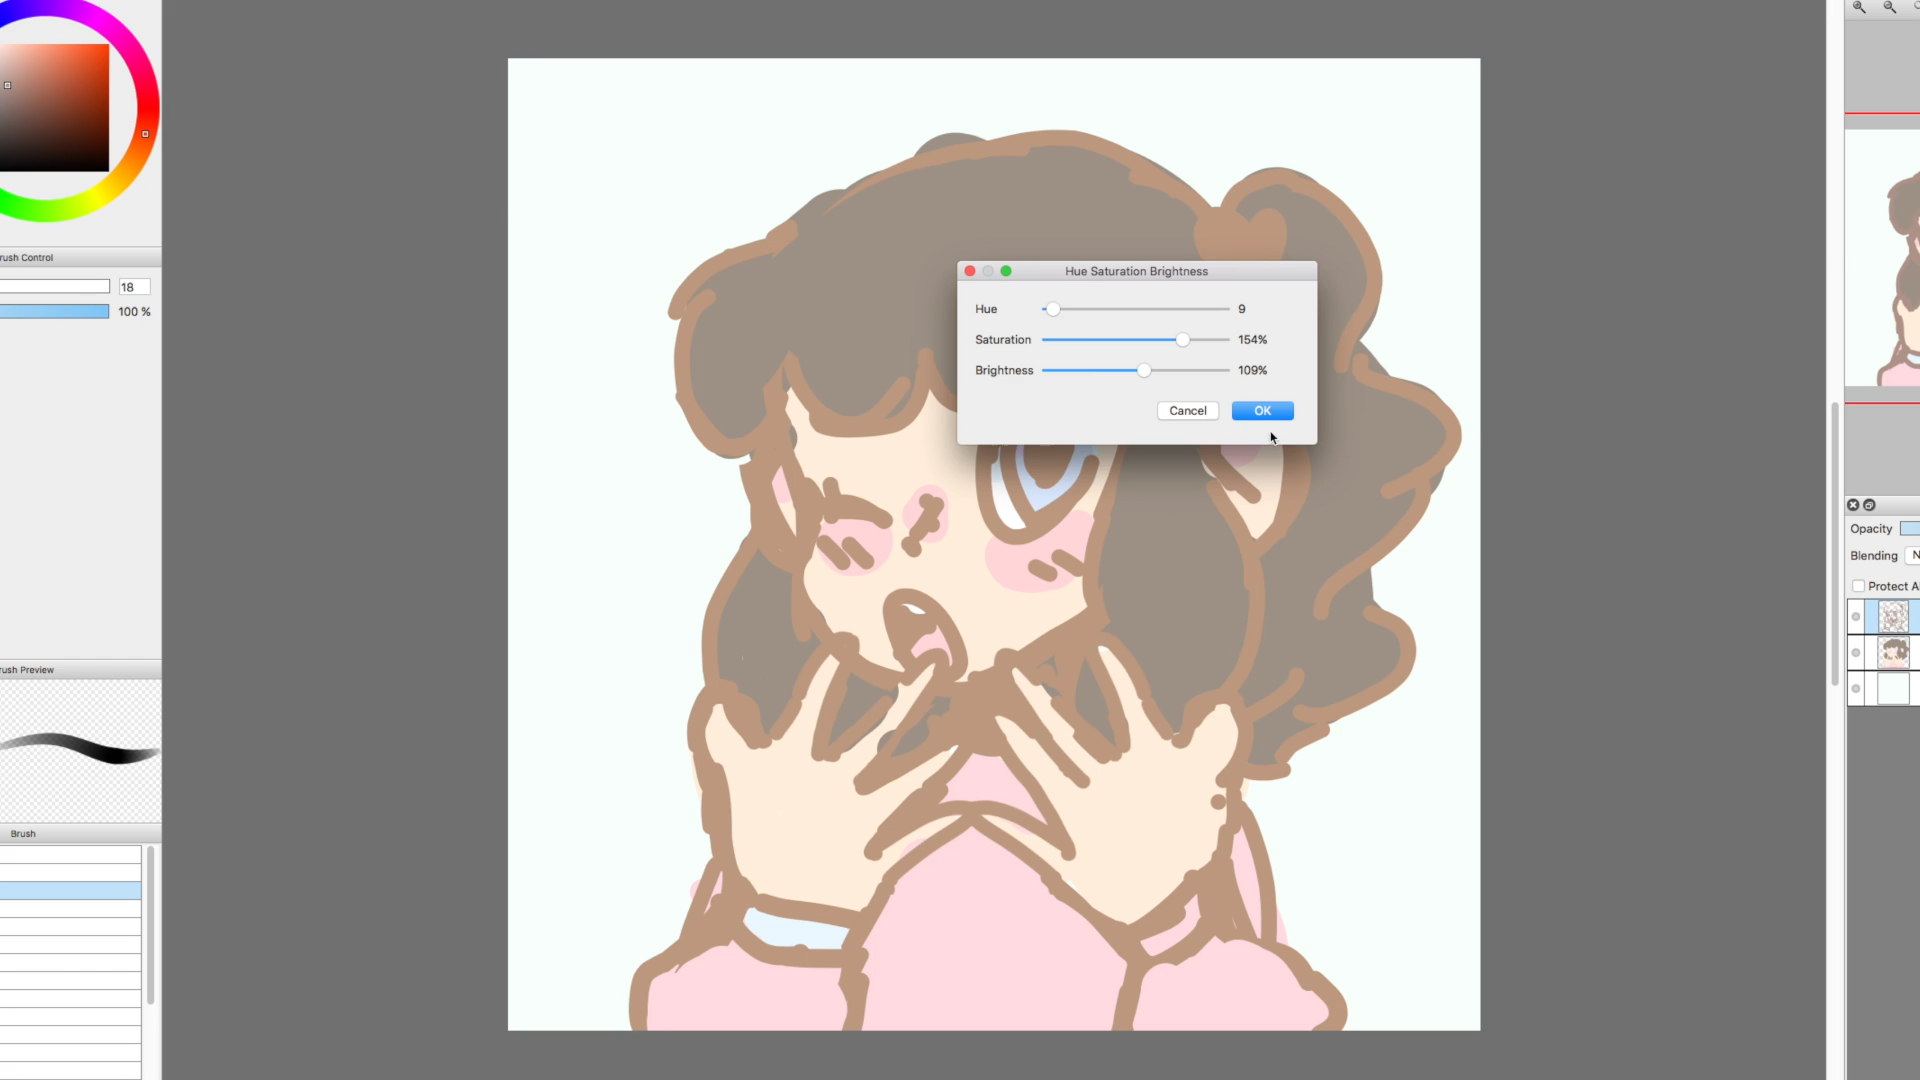 rush Control
18
100 %
rush Preview
Brush
Hue Saturation Brightness
Hue 9
Saturation 154%
Brightness 109%
Cancel OK
Opacity
Blending N
Protect Al